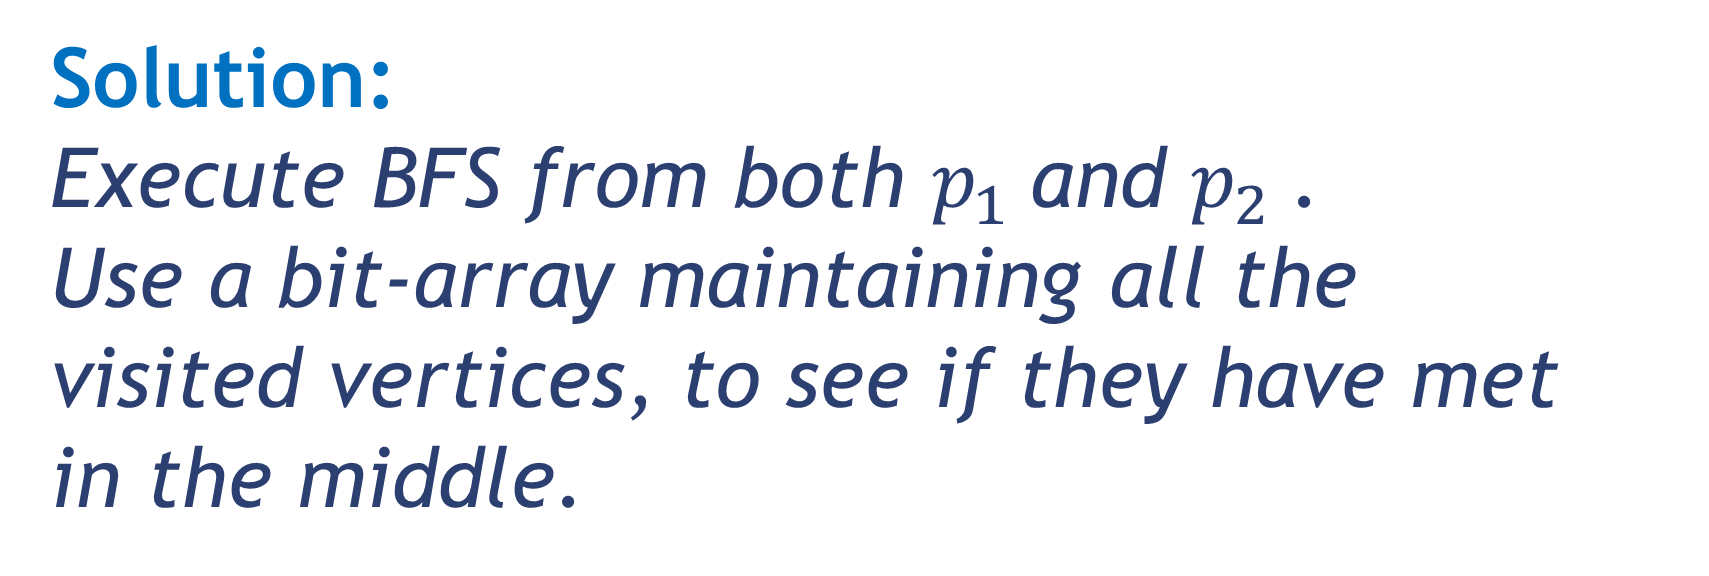 Solution:
Execute BFS from both p₁ and p₂ .
Use a bit-array maintaining all the
visited vertices, to see if they have met
in the middle.